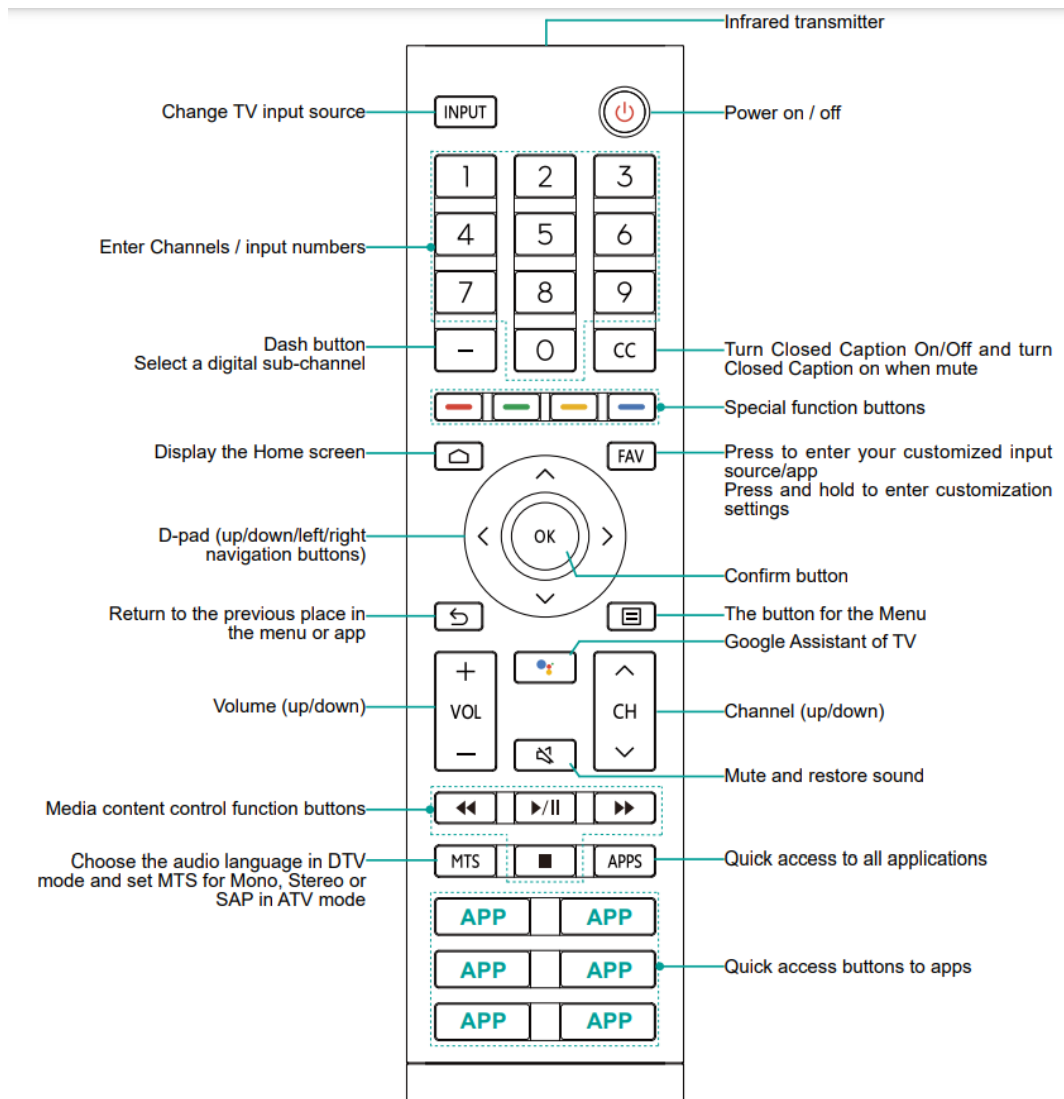 Infrared transmitter
Change TV input source
INPUT
Power on / off
1 2 3
4 5 6
Enter Channels / input numbers
7 8 9
Dash button
Select a digital sub-channel
– 0 CC
Turn Closed Caption On/Off and turn
Closed Caption on when mute
Special function buttons
Display the Home screen
FAV
Press to enter your customized input
source/app
Press and hold to enter customization
settings
D-pad (up/down/left/right
navigation buttons)
OK
Confirm button
Return to the previous place in
the menu or app
The button for the Menu
Google Assistant of TV
Volume (up/down)
+
VOL
–
CH
Channel (up/down)
Mute and restore sound
Media content control function buttons
Choose the audio language in DTV
mode and set MTS for Mono, Stereo or
SAP in ATV mode
MTS
APPS
Quick access to all applications
APP APP
APP APP
Quick access buttons to apps
APP APP